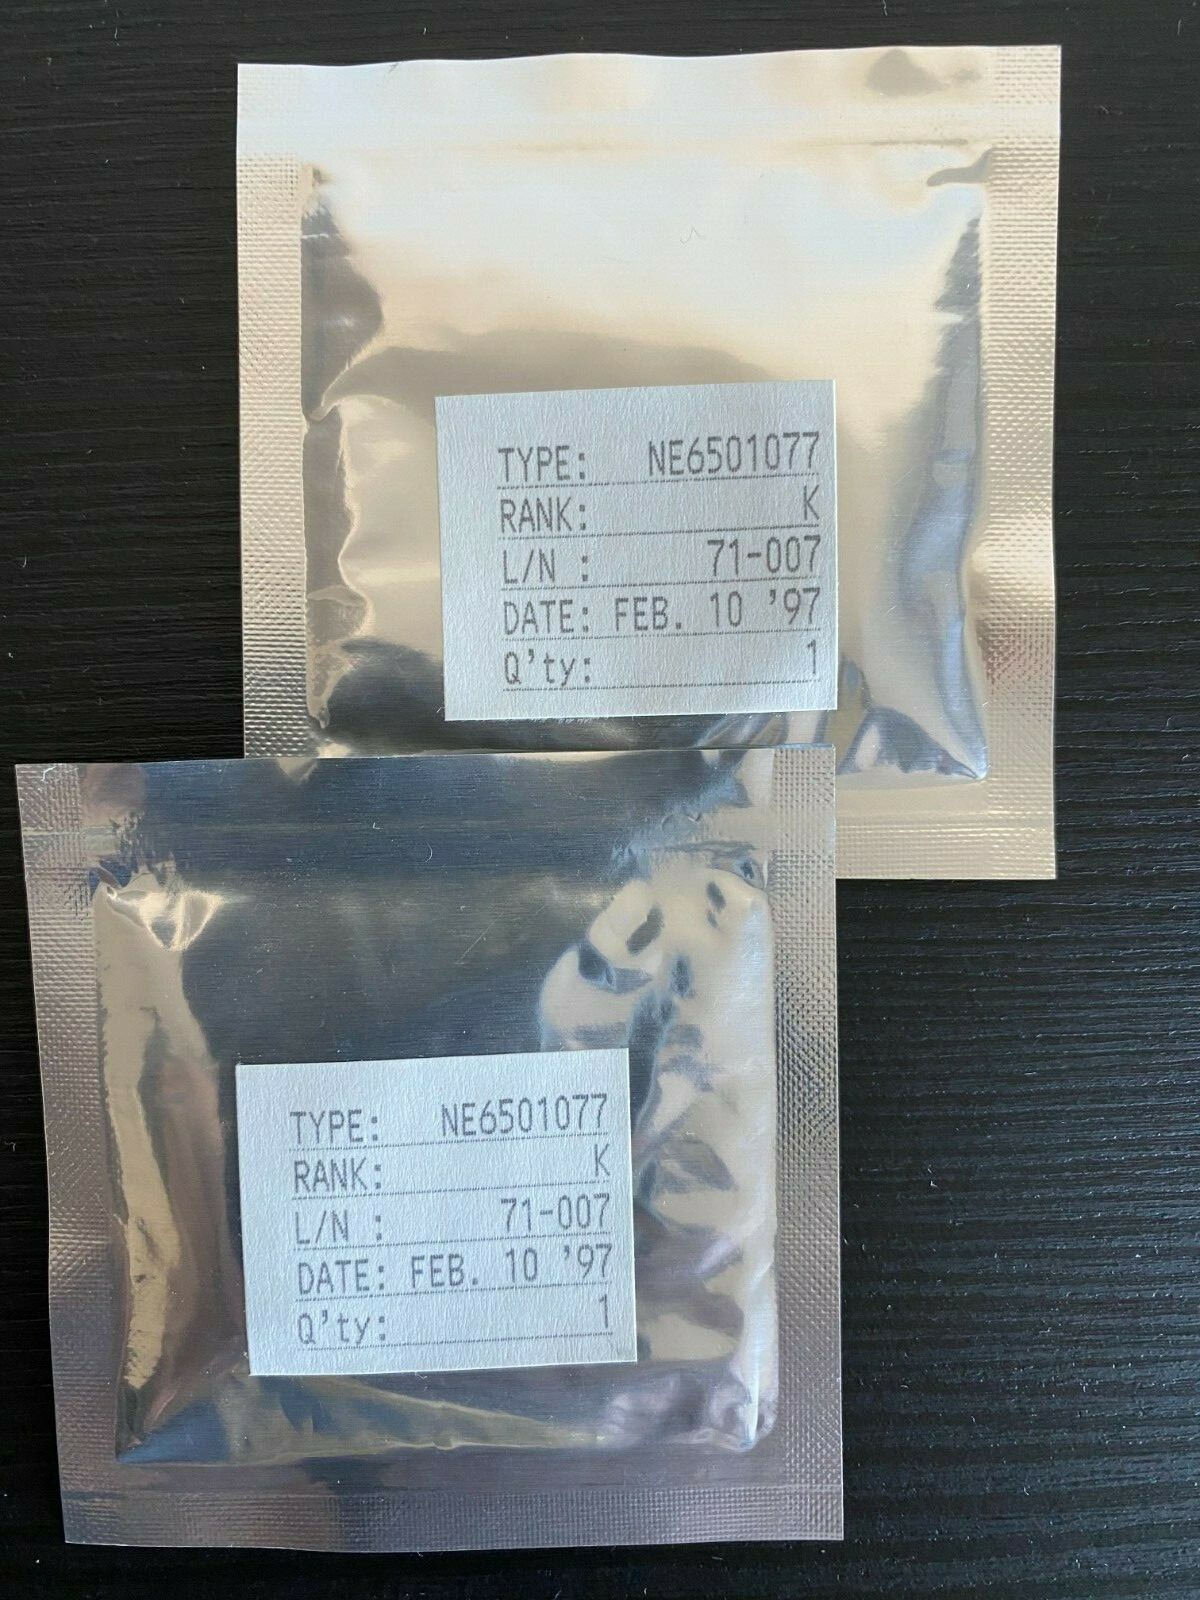 TYPE: NE6501077
RANK: K
L/N : 71-007
DATE: FEB. 10 '97
Q'ty: 1
TYPE: NE6501077
RANK: K
L/N : 71-007
DATE: FEB. 10 '97
Q'ty: 1